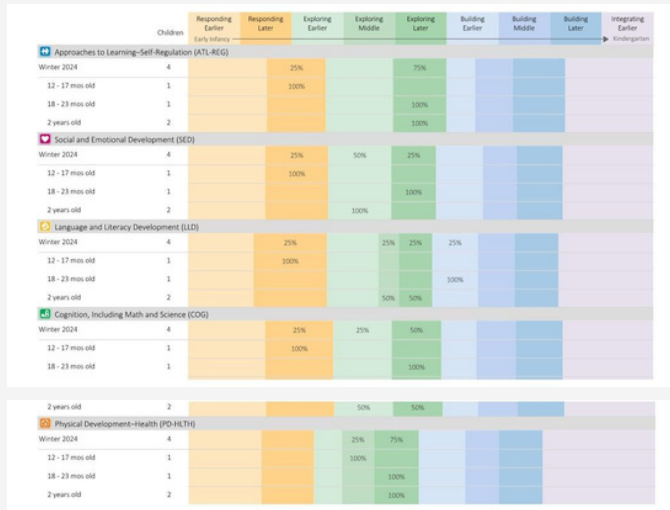 Children Responding Earlier Responding Later Exploring Earlier Exploring Middle Exploring Later Building Earlier Building Middle Building Later Integrating Earlier
Early Infancy Kindergarten
Approaches to Learning–Self-Regulation (ATL-REG)
Winter 2024 4 25% 75%
12 - 17 mos old 1 100%
18 - 23 mos old 1 100%
2 years old 2 100%
Social and Emotional Development (SED)
Winter 2024 4 25% 50% 25%
12 - 17 mos old 1 100%
18 - 23 mos old 1 100%
2 years old 2 100%
Language and Literacy Development (LLD)
Winter 2024 4 25% 25% 25% 25%
12 - 17 mos old 1 100%
18 - 23 mos old 1 100%
2 years old 2 50% 50%
Cognition, Including Math and Science (COG)
Winter 2024 4 25% 25% 50%
12 - 17 mos old 1 100%
18 - 23 mos old 1 100%
2 years old 2 50% 50%
Physical Development–Health (PD-HLTH)
Winter 2024 4 25% 75%
12 - 17 mos old 1 100%
18 - 23 mos old 1 100%
2 years old 2 100%